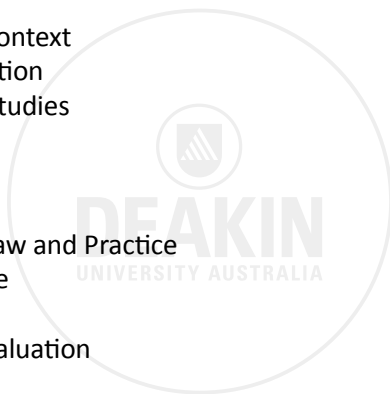 ontext
tion
tudies
DEAKIN
aw and Practice
UNIVERSITY AUSTRALIA
e
aluation